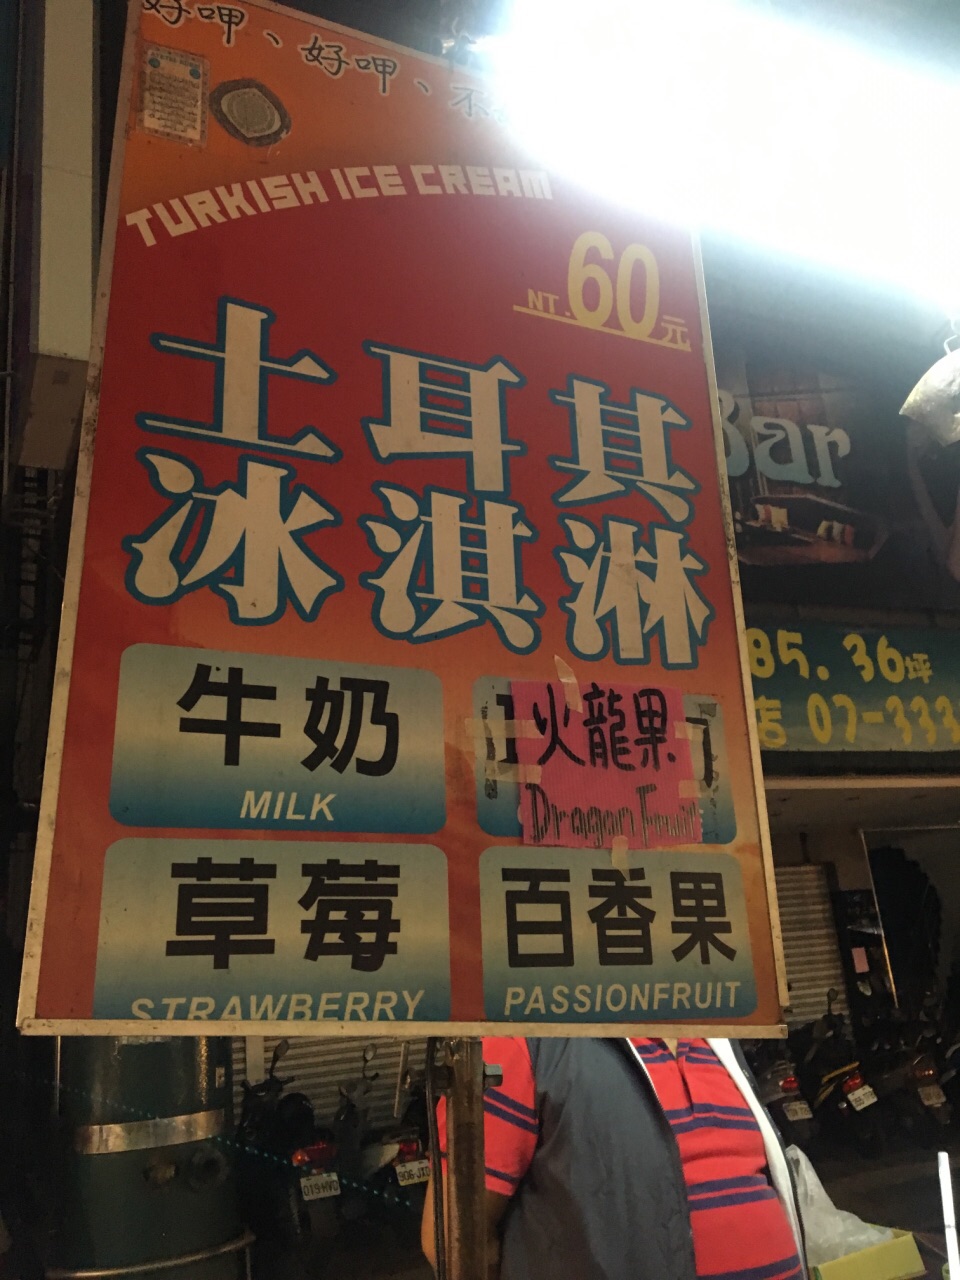 好呷、好呷、
不
TURKISH ICE CREAM
NT.60元
土耳其
冰淇淋
牛奶
MILK
火龍果
Dragon Fruit
草莓
STRAWBERRY
百香果
PASSIONFRUIT
Bar
85.36坪
店 07-333